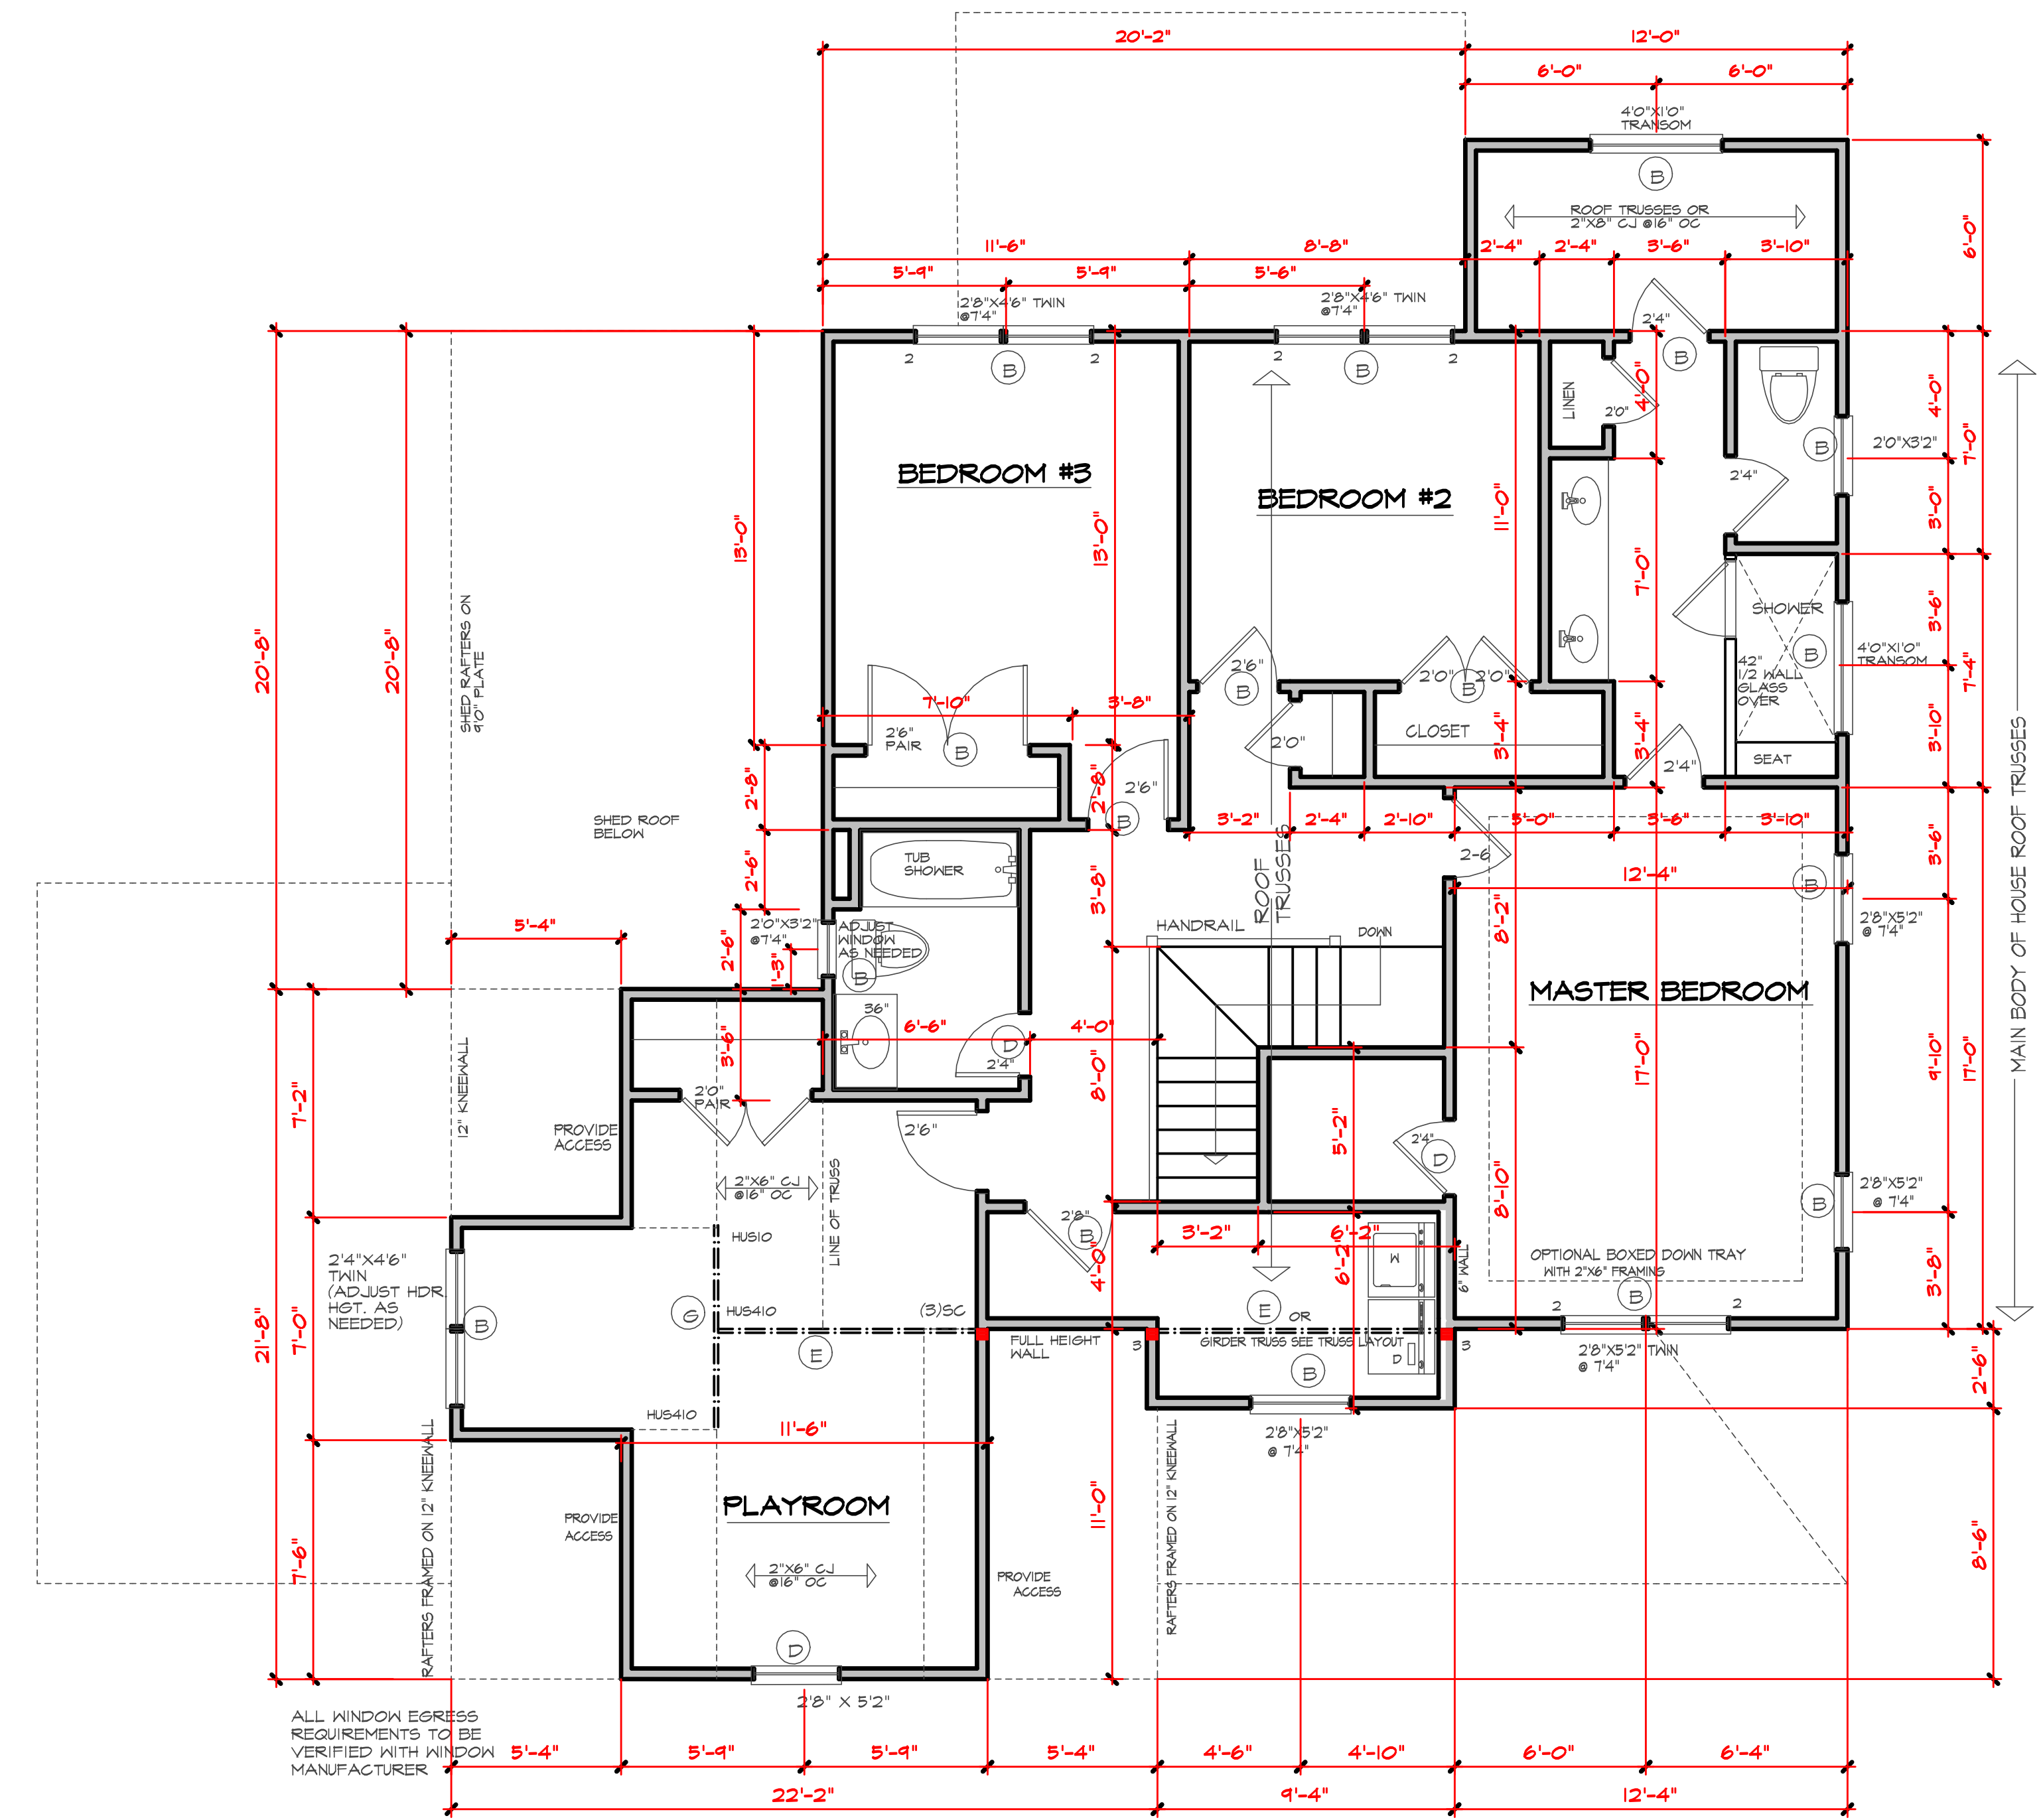 20'-2"
12'-0"
6'-0"
6'-0"
4'0"X1'0"
TRANSOM
B
ROOF TRUSSES OR
2"X8" CJ @16" OC
6'-0"
11'-6"
8'-8"
2'-4"
2'-4"
3'-6"
3'-10"
5'-9"
5'-9"
5'-6"
2'8"X4'6" TWIN
@7'4"
2'8"X4'6" TWIN
@7'4"
2'4"
2
B
2
2
B
2
B
LINEN
2'0"
4'-0"
4'-0"
7'-0"
B
2'0"X3'2"
2'4"
3'-0"
BEDROOM #3
BEDROOM #2
11'-0"
13'-0"
13'-0"
7'-0"
20'-8"
20'-8"
SHED RAFTERS ON
9'0" PLATE
SHOWER
B
3'-6"
4'0"X1'0"
TRANSOM
7'-4"
42"
1/2 WALL
GLASS
OVER
2'6"
B
2'0"
2'0"
B
7'-10"
3'-8"
2'6"
PAIR
B
2'0"
CLOSET
3'-4"
3'-4"
3'-10"
SEAT
2'4"
2'-8"
2'-8"
2'6"
B
SHED ROOF
BELOW
3'-2"
2'-4"
2'-10"
5'-0"
3'-6"
3'-10"
3'-6"
MAIN BODY OF HOUSE ROOF TRUSSES
TUB
SHOWER
2'-6"
3'-8"
ROOF
TRUSSES
2-6
12'-4"
B
2'8"X5'2"
@ 7'4"
5'-4"
2'-6"
2'0"X3'2"
@7'4"
ADJUST
WINDOW
AS NEEDED
B
1'-3"
HANDRAIL
DOWN
8'-2"
MASTER BEDROOM
36"
6'-6"
4'-0"
D
2'4"
3'-6"
8'-0"
17'-0"
9'-10"
17'-0"
12" KNEEWALL
7'-2"
2'0"
PAIR
PROVIDE
ACCESS
2'6"
5'-2"
2'4"
D
8'-10"
2'8"X5'2"
@ 7'4"
B
2"X6" CJ
@16" OC
LINE OF TRUSS
2'8"
B
3'-2"
6'-2"
6'-2"
4'-0"
W
6" WALL
OPTIONAL BOXED DOWN TRAY
WITH 2"X6" FRAMING
3'-8"
HUS10
2'4"X4'6"
TWIN
(ADJUST HDR.
HGT. AS
NEEDED)
B
G
HUS410
(3)SC
E
E
OR
GIRDER TRUSS SEE TRUSS LAYOUT
FULL HEIGHT
WALL
3
3
2
B
2
2'8"X5'2" TWIN
@ 7'4"
D
B
2'-6"
21'-8"
7'-0"
HUS410
11'-6"
2'8"X5'2"
@ 7'4"
RAFTERS FRAMED ON 12" KNEEWALL
RAFTERS FRAMED ON 12" KNEEWALL
PLAYROOM
PROVIDE
ACCESS
11'-0"
8'-6"
7'-6"
2"X6" CJ
@16" OC
PROVIDE
ACCESS
D
2'8" X 5'2"
ALL WINDOW EGRESS
REQUIREMENTS TO BE
VERIFIED WITH WINDOW
MANUFACTURER
5'-4"
5'-9"
5'-9"
5'-4"
4'-6"
4'-10"
6'-0"
6'-4"
22'-2"
9'-4"
12'-4"